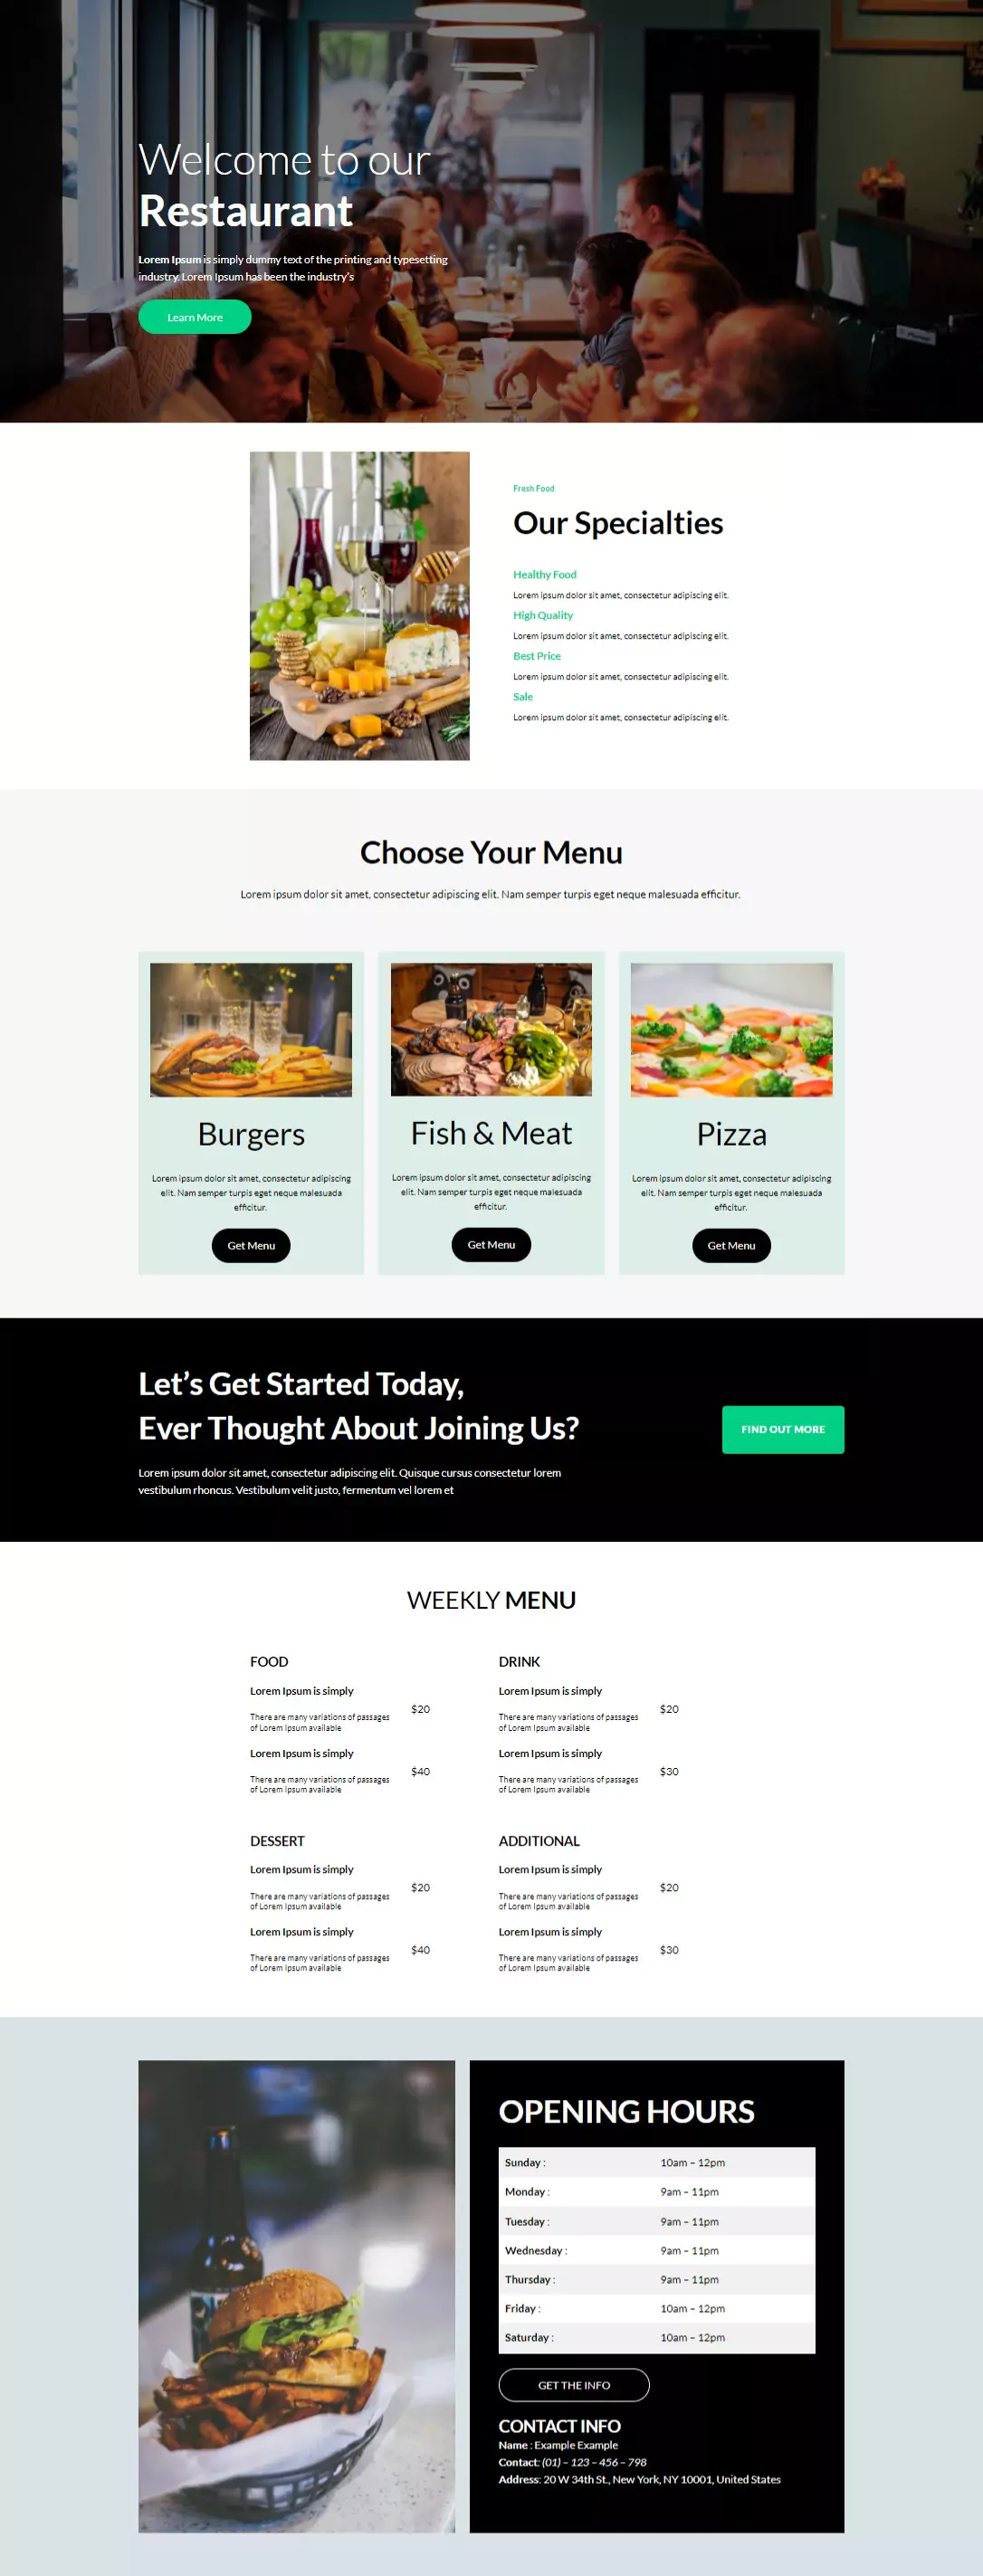 Welcome to our
Restaurant
Lorem Ipsum is simply dummy text of the printing and typesetting
industry. Lorem Ipsum has been the industry's
Learn More
Fresh Food
Our Specialties
Healthy Food
Lorem ipsum dolor sit amet, consectetur adipiscing elit.
High Quality
Lorem ipsum dolor sit amet, consectetur adipiscing elit.
Best Price
Lorem ipsum dolor sit amet, consectetur adipiscing elit.
Sale
Lorem ipsum dolor sit amet, consectetur adipiscing elit.
Choose Your Menu
Lorem ipsum dolor sit amet, consectetur adipiscing elit. Nam semper turpis eget neque malesuada efficitur.
Burgers
Lorem ipsum dolor sit amet, consectetur adipiscing
elit. Nam semper turpis eget neque malesuada
efficitur.
Get Menu
Fish & Meat
Lorem ipsum dolor sit amet, consectetur adipiscing
elit. Nam semper turpis eget neque malesuada
efficitur.
Get Menu
Pizza
Lorem ipsum dolor sit amet, consectetur adipiscing
elit. Nam semper turpis eget neque malesuada
efficitur.
Get Menu
Let's Get Started Today,
Ever Thought About Joining Us?
Lorem ipsum dolor sit amet, consectetur adipiscing elit. Quisque cursus consectetur lorem
vestibulum rhoncus. Vestibulum velit justo, fermentum vel lorem et
FIND OUT MORE
WEEKLY MENU
FOOD
Lorem Ipsum is simply
There are many variations of passages
of Lorem Ipsum available
$20
Lorem Ipsum is simply
There are many variations of passages
of Lorem Ipsum available
$40
DRINK
Lorem Ipsum is simply
There are many variations of passages
of Lorem Ipsum available
$20
Lorem Ipsum is simply
There are many variations of passages
of Lorem Ipsum available
$30
DESSERT
Lorem Ipsum is simply
There are many variations of passages
of Lorem Ipsum available
$20
Lorem Ipsum is simply
There are many variations of passages
of Lorem Ipsum available
$40
ADDITIONAL
Lorem Ipsum is simply
There are many variations of passages
of Lorem Ipsum available
$20
Lorem Ipsum is simply
There are many variations of passages
of Lorem Ipsum available
$30
OPENING HOURS
Sunday : 10am – 12pm
Monday : 9am – 11pm
Tuesday : 9am – 11pm
Wednesday : 9am – 11pm
Thursday : 9am – 11pm
Friday : 10am – 12pm
Saturday : 10am – 12pm
GET THE INFO
CONTACT INFO
Name : Example Example
Contact: (01) – 123 – 456 – 798
Address: 20 W 34th St., New York, NY 10001, United States